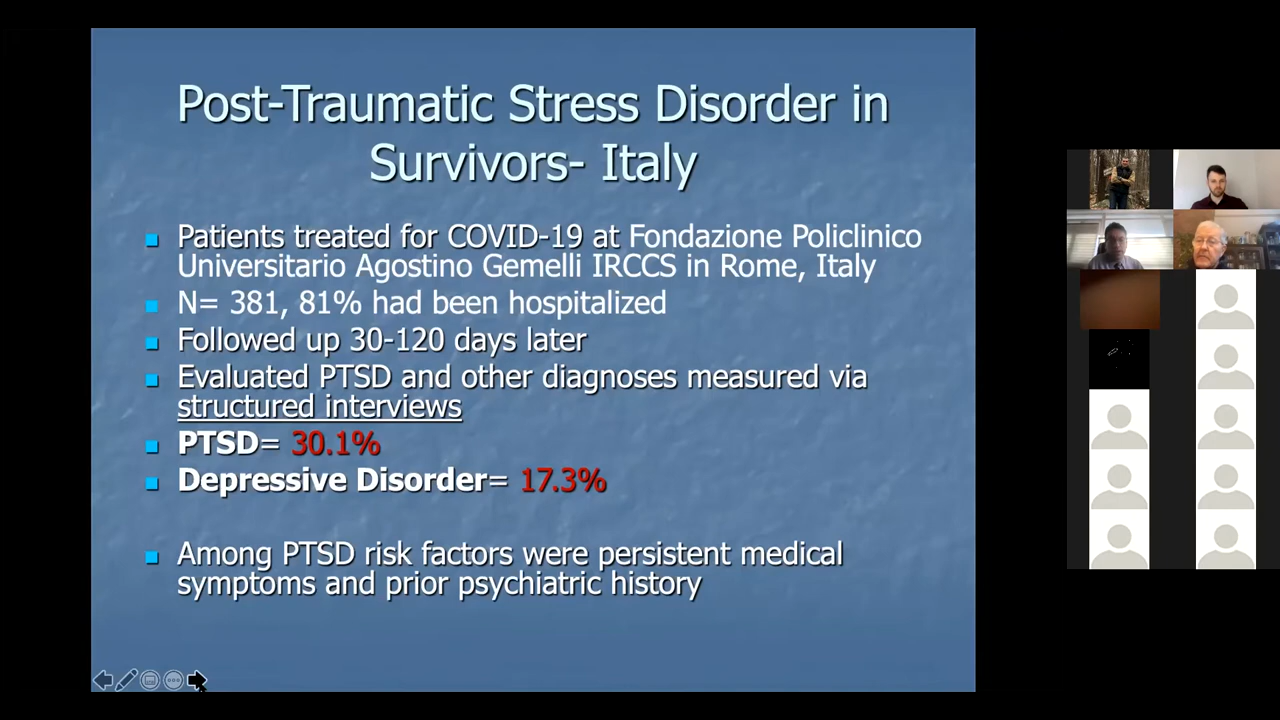 Post-Traumatic Stress Disorder in
Survivors- Italy
Patients treated for COVID-19 at Fondazione Policlinico
Universitario Agostino Gemelli IRCCS in Rome, Italy
N= 381, 81% had been hospitalized
Followed up 30-120 days later
Evaluated PTSD and other diagnoses measured via
structured interviews
PTSD= 30.1%
Depressive Disorder= 17.3%
Among PTSD risk factors were persistent medical
symptoms and prior psychiatric history